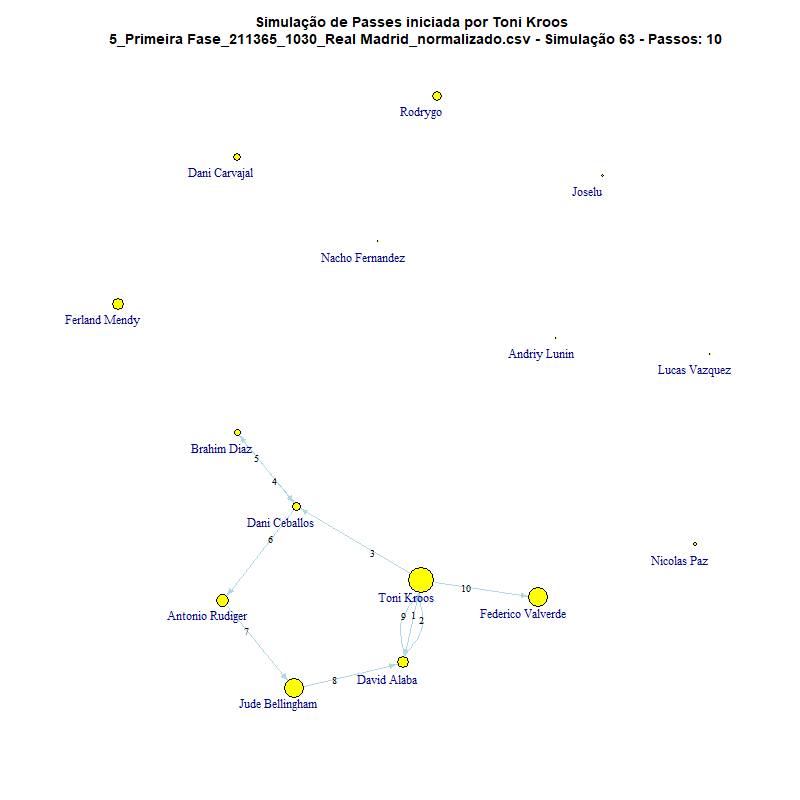 Simulação de Passes iniciada por Toni Kroos
5_Primeira Fase_211365_1030_Real Madrid_normalizado.csv - Simulação 63 - Passos: 10
Rodrygo
Dani Carvajal
Joselu
Nacho Fernandez
Ferland Mendy
Andriy Lunin
Lucas Vazquez
Brahim Diaz
5
4
Dani Ceballos
6
3
Nicolas Paz
10
Toni Kroos
Antonio Rudiger
Federico Valverde
9
1
2
7
8
David Alaba
Jude Bellingham